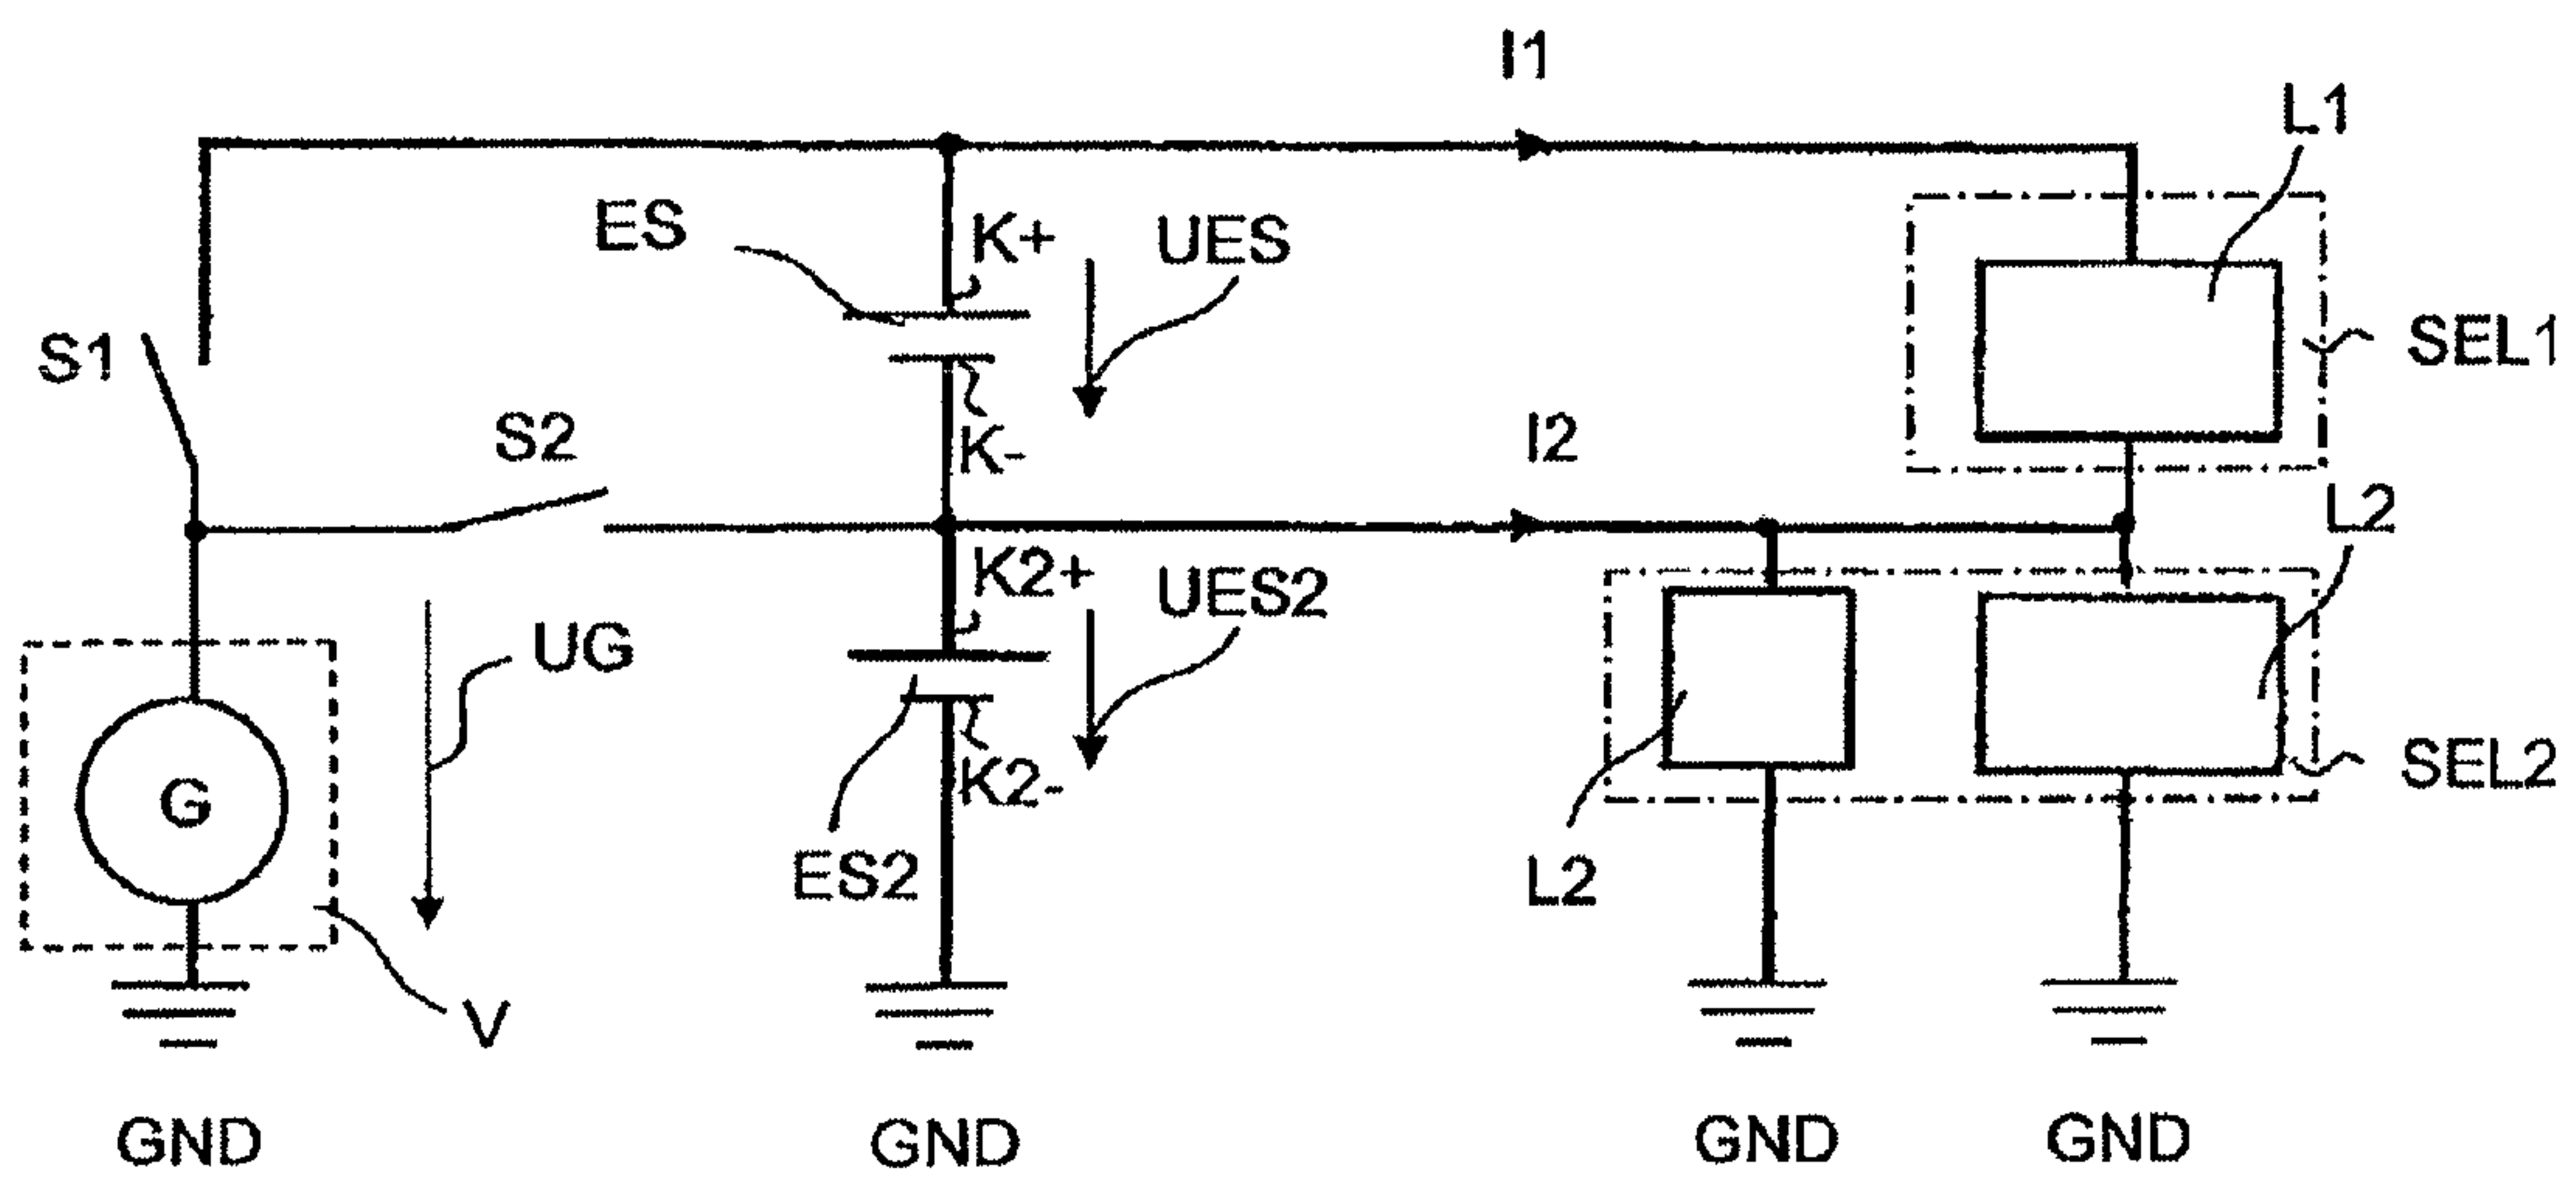 I1
L1
ES
K+
UES
S1
SEL1
S2
K-
I2
L2
K2+
UES2
UG
SEL2
G
K2-
ES2
L2
V
GND
GND
GND
GND